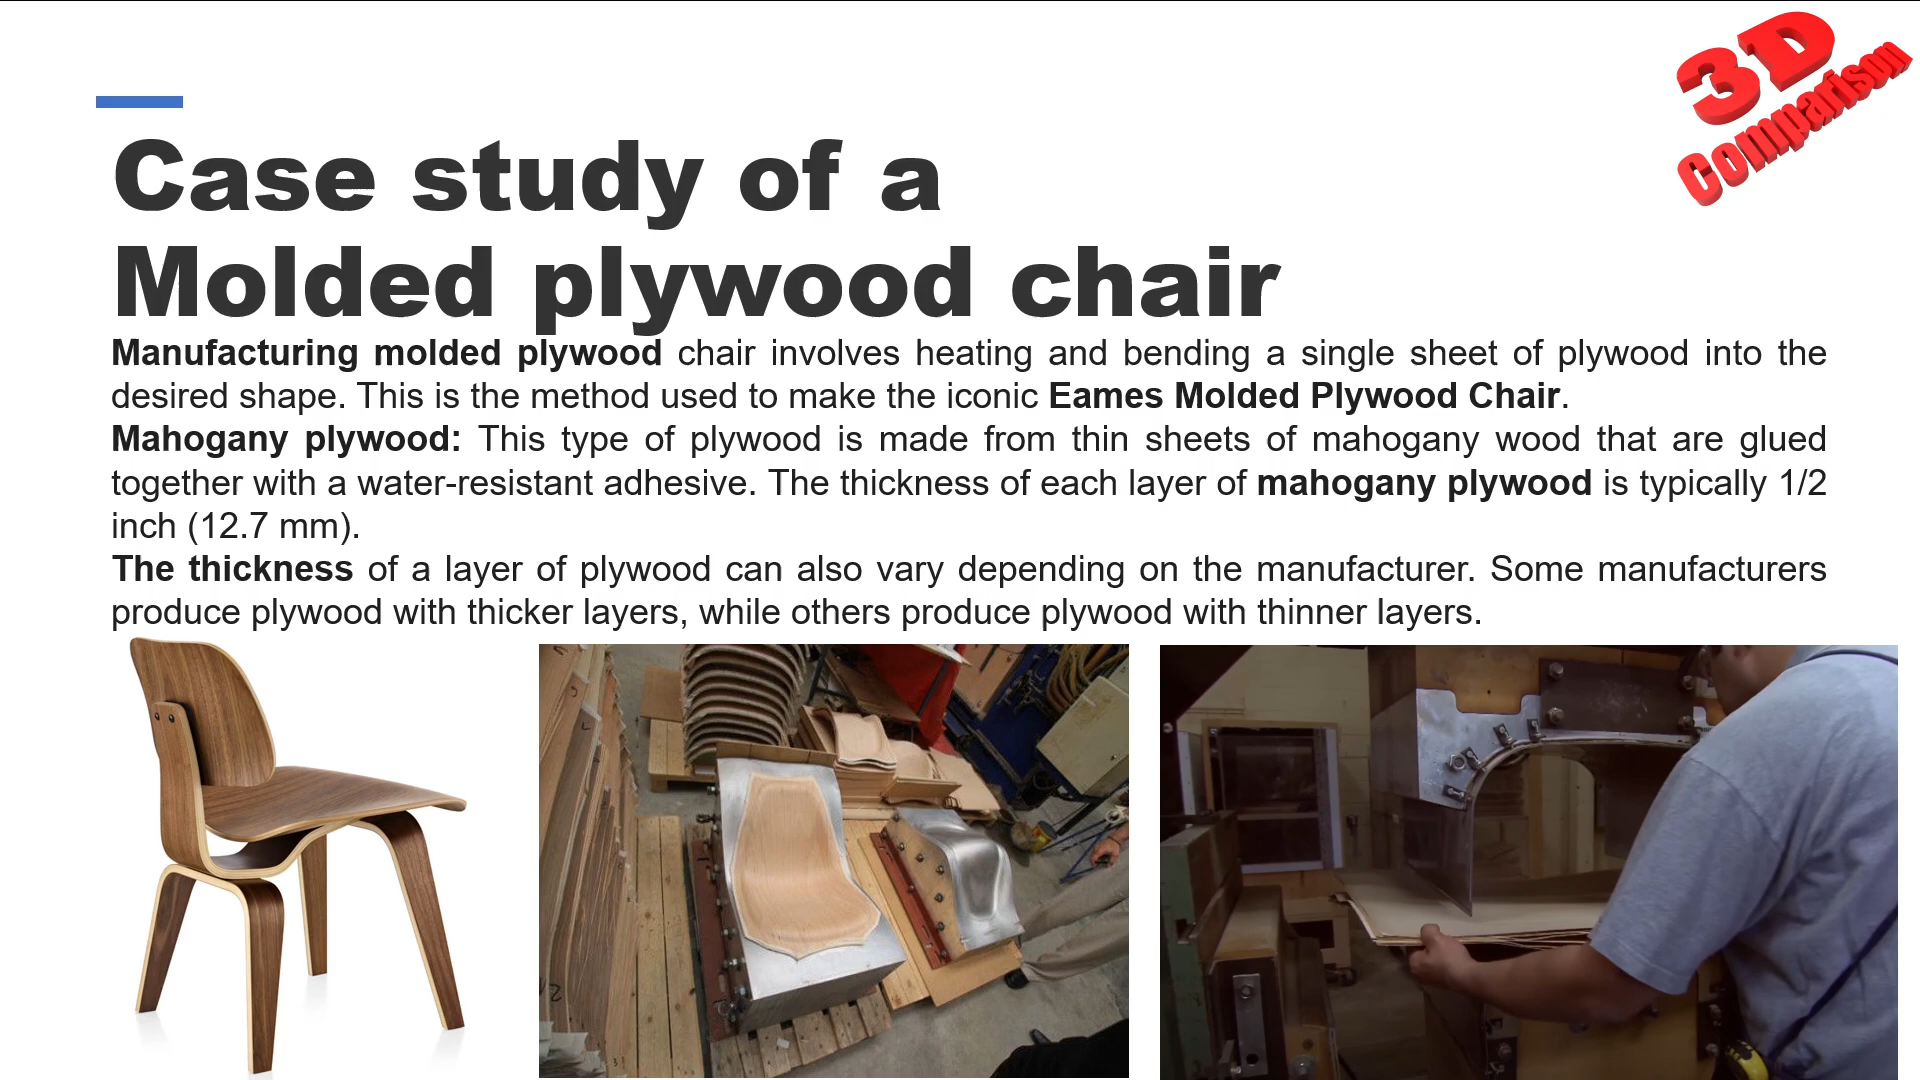 3D
Comparison
Case study of a
Molded plywood chair
Manufacturing molded plywood chair involves heating and bending a single sheet of plywood into the
desired shape. This is the method used to make the iconic Eames Molded Plywood Chair.
Mahogany plywood: This type of plywood is made from thin sheets of mahogany wood that are glued
together with a water-resistant adhesive. The thickness of each layer of mahogany plywood is typically 1/2
inch (12.7 mm).
The thickness of a layer of plywood can also vary depending on the manufacturer. Some manufacturers
produce plywood with thicker layers, while others produce plywood with thinner layers.